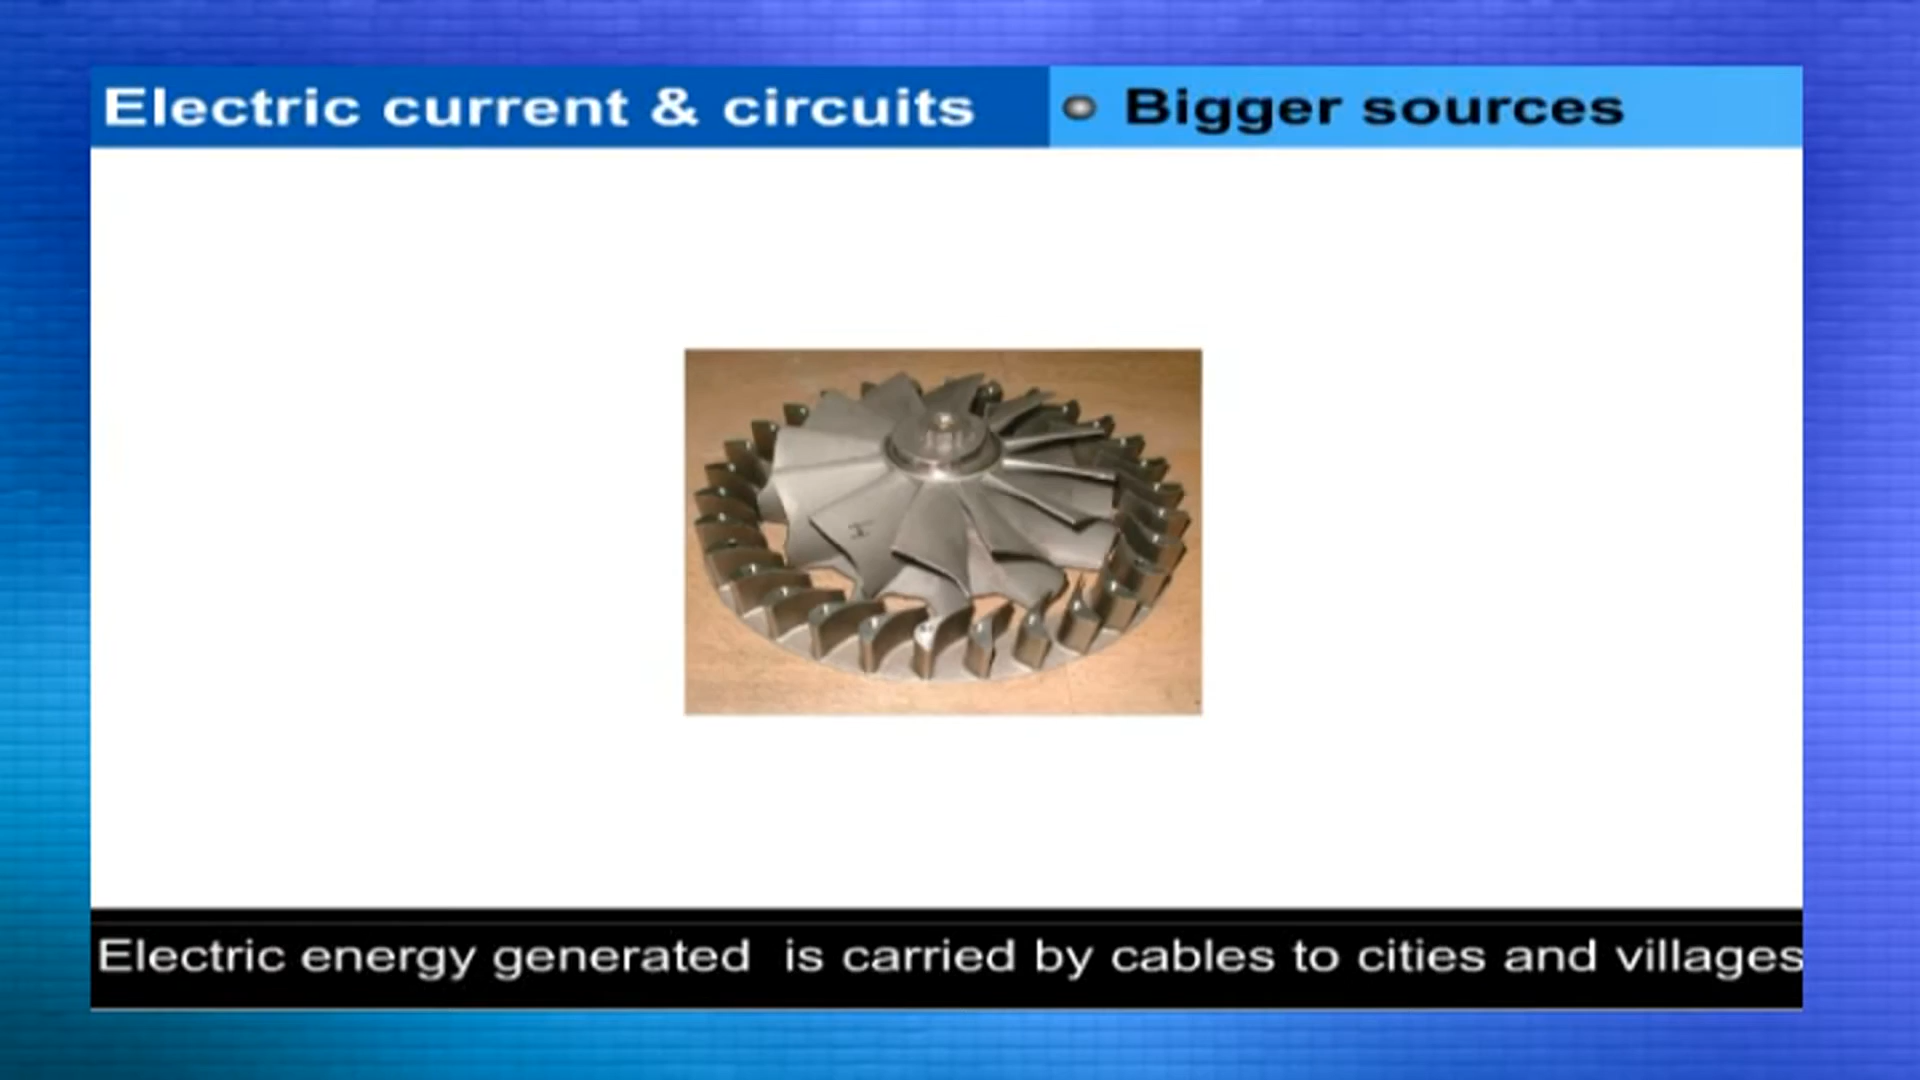 Electric current & circuits
Bigger sources
Electric energy generated is carried by cables to cities and villages